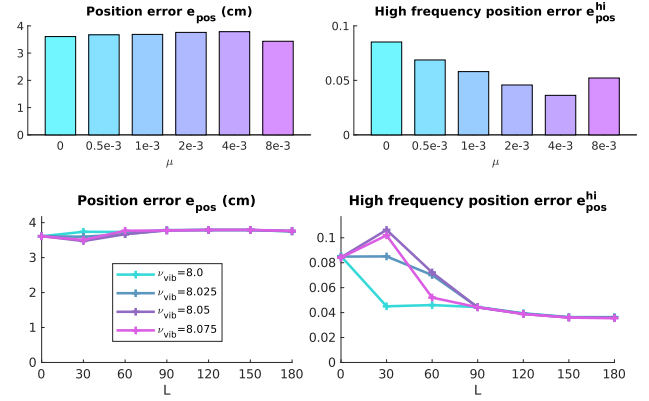 Position error e_pos (cm)
4
3
2
1
0
0 0.5e-3 1e-3 2e-3 4e-3 8e-3
μ
High frequency position error e_pos^hi
0.1
0.05
0
0 0.5e-3 1e-3 2e-3 4e-3 8e-3
μ
Position error e_pos (cm)
4
3
2
1
0
ν_vib=8.0
ν_vib=8.025
ν_vib=8.05
ν_vib=8.075
0 30 60 90 120 150 180
L
High frequency position error e_pos^hi
0.1
0.08
0.06
0.04
0.02
0
0 30 60 90 120 150 180
L